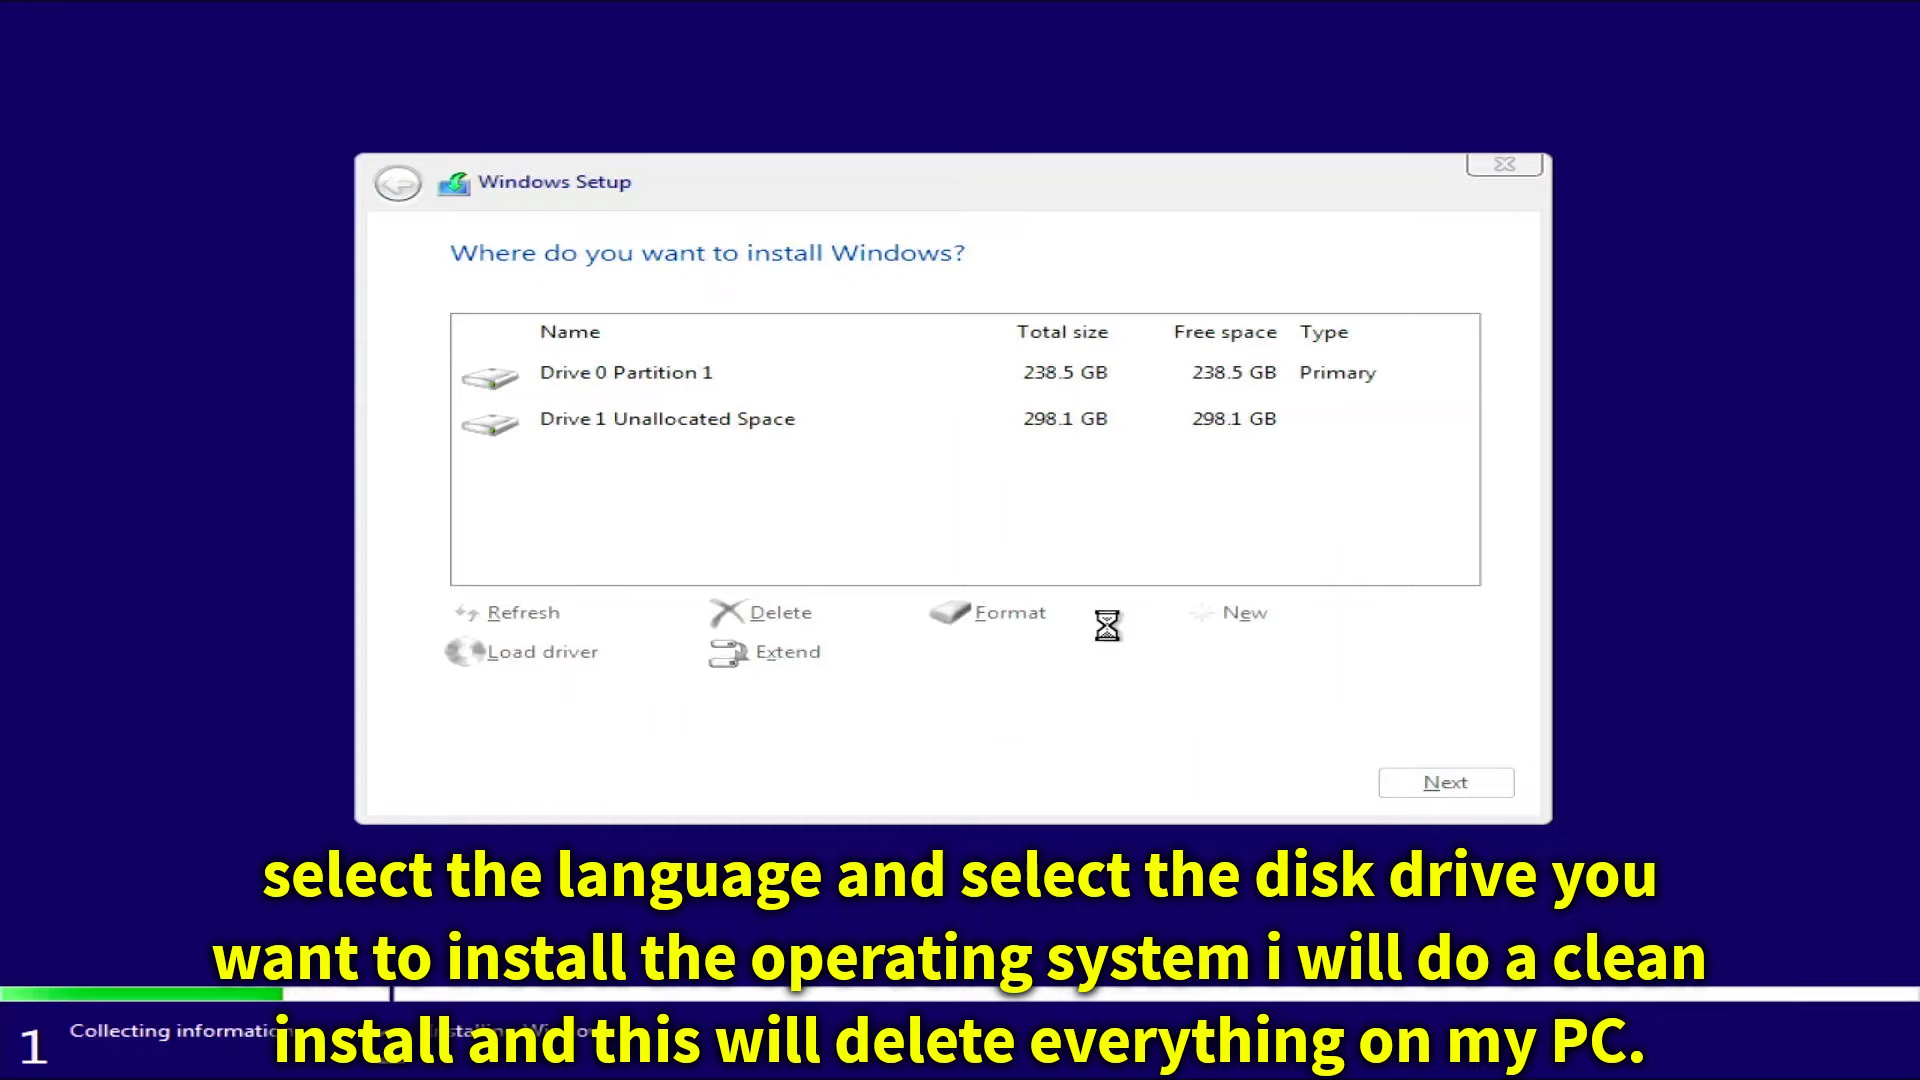 Windows Setup
Where do you want to install Windows?
Name Total size Free space Type
Drive 0 Partition 1 238.5 GB 238.5 GB Primary
Drive 1 Unallocated Space 298.1 GB 298.1 GB
Refresh Delete Format New
Load driver Extend
Next
select the language and select the disk drive you
want to install the operating system i will do a clean
install and this will delete everything on my PC.
1 Collecting